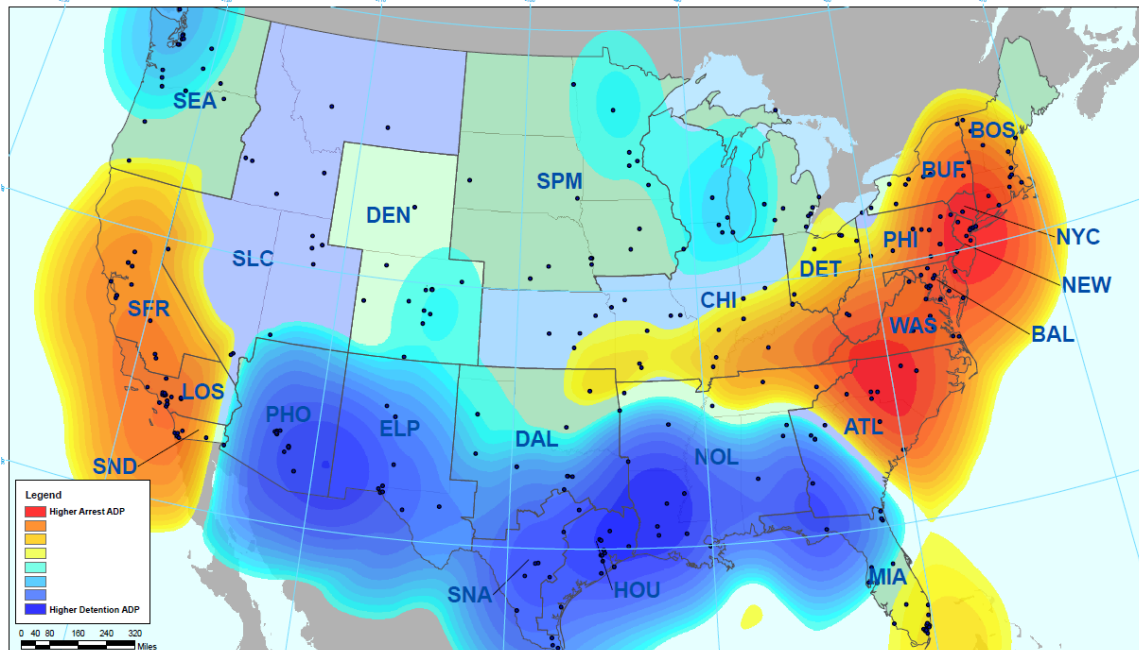 SEA
BOS
BUF
SPM
DEN
NYC
PHI
SLC
DET
NEW
CHI
SFR
WAS
BAL
LOS
PHO
ELP
ATL
DAL
NOL
SND
Legend
Higher Arrest ADP
Higher Detention ADP
MIA
SNA
HOU
0 40 80 160 240 320
Miles